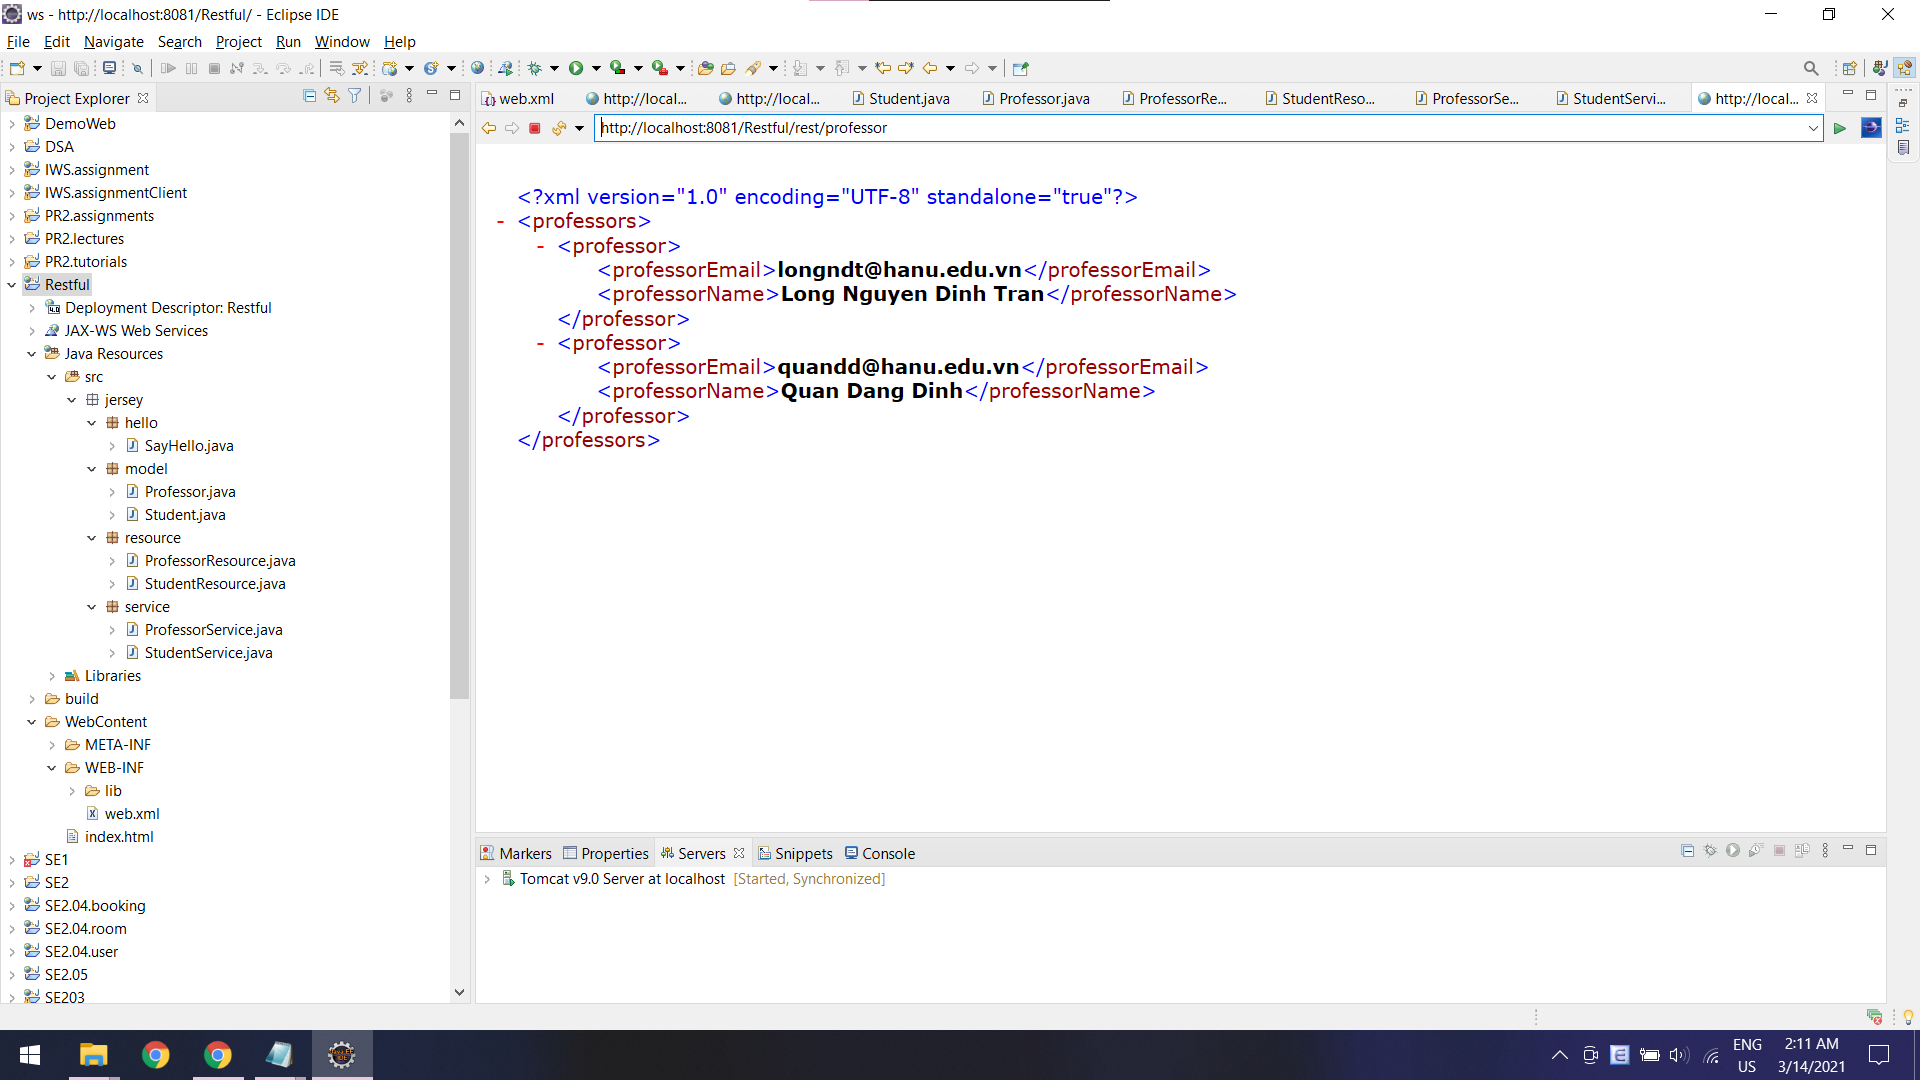 ws - http://localhost:8081/Restful/ - Eclipse IDE
File Edit Navigate Search Project Run Window Help
Project Explorer
web.xml http://local... http://local... Student.java Professor.java ProfessorRe... StudentReso... ProfessorSe... StudentServi... http://local...
http://localhost:8081/Restful/rest/professor
DemoWeb
DSA
IWS.assignment
IWS.assignmentClient
PR2.assignments
PR2.lectures
PR2.tutorials
Restful
Deployment Descriptor: Restful
JAX-WS Web Services
Java Resources
src
jersey
hello
SayHello.java
model
Professor.java
Student.java
resource
ProfessorResource.java
StudentResource.java
service
ProfessorService.java
StudentService.java
Libraries
build
WebContent
META-INF
WEB-INF
lib
web.xml
index.html
SE1
SE2
SE2.04.booking
SE2.04.room
SE2.04.user
SE2.05
SE203
<?xml version="1.0" encoding="UTF-8" standalone="true"?>
- <professors>
- <professor>
<professorEmail>longndt@hanu.edu.vn</professorEmail>
<professorName>Long Nguyen Dinh Tran</professorName>
</professor>
- <professor>
<professorEmail>quandd@hanu.edu.vn</professorEmail>
<professorName>Quan Dang Dinh</professorName>
</professor>
</professors>
Markers Properties Servers Snippets Console
Tomcat v9.0 Server at localhost [Started, Synchronized]
ENG
US
2:11 AM
3/14/2021